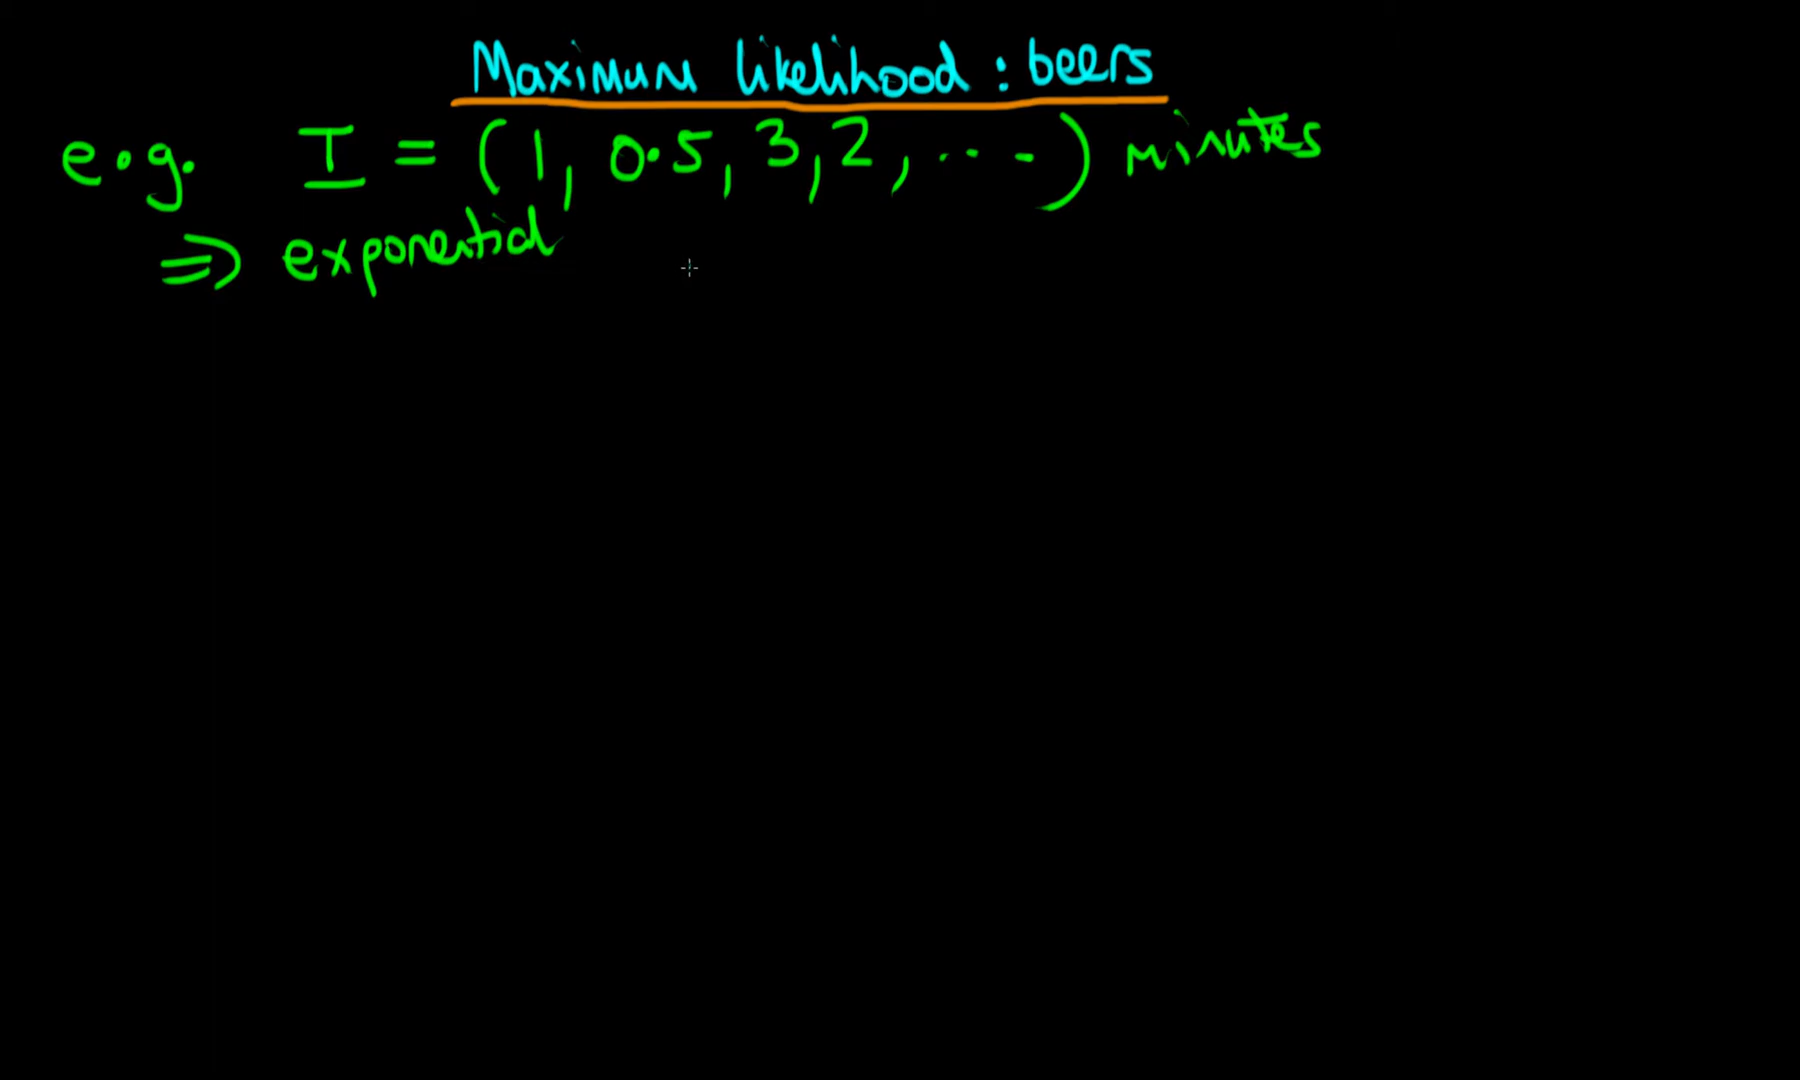 Maximum likelihood : beers
e.g. T = (1, 0.5, 3, 2, ...) minutes
⇒ exponential